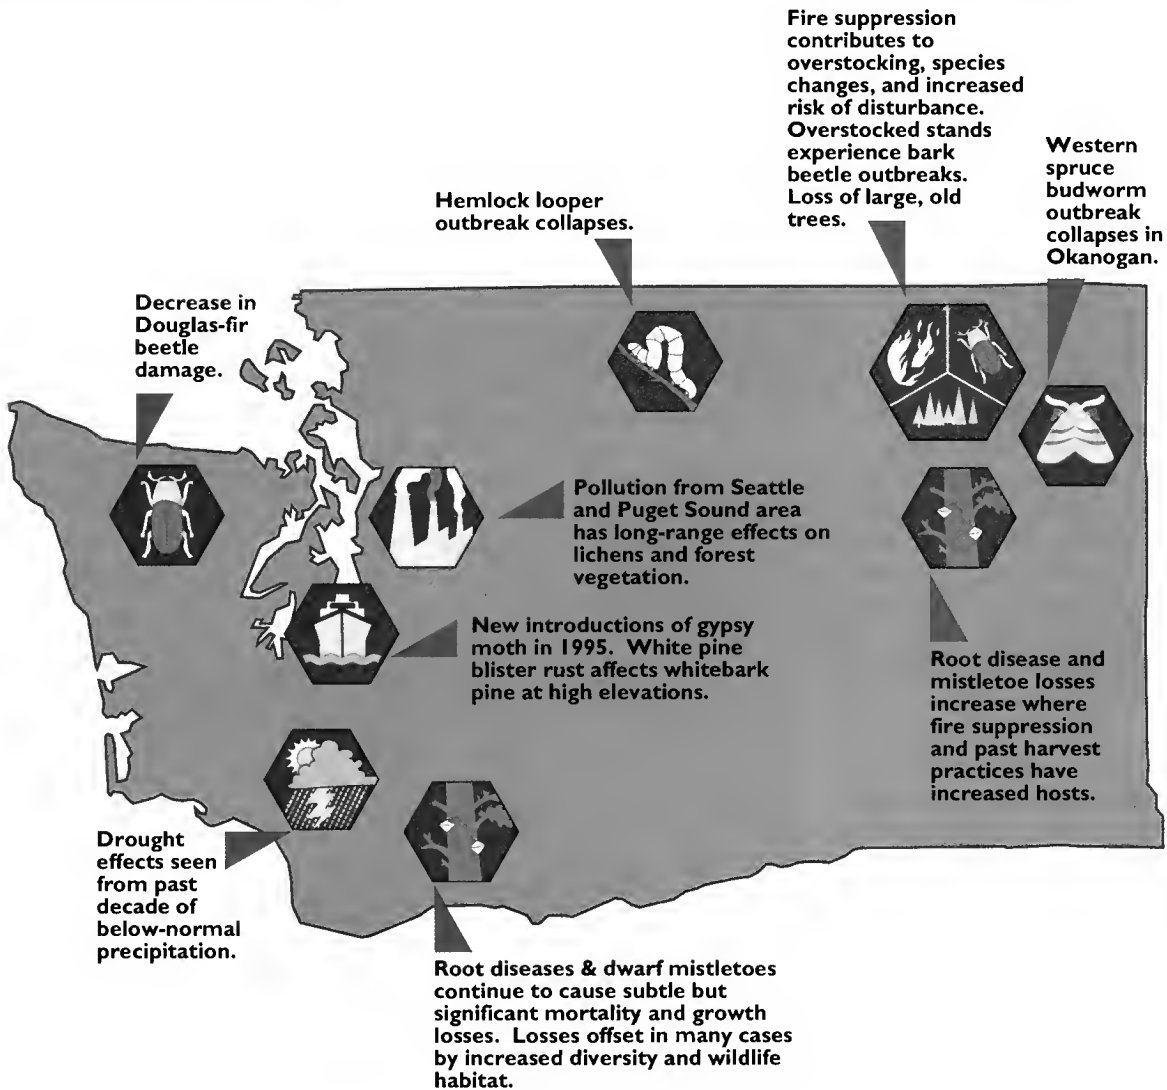 Fire suppression
contributes to
overstocking, species
changes, and increased
risk of disturbance.
Overstocked stands
experience bark
beetle outbreaks.
Loss of large, old
trees.
Western
spruce
budworm
outbreak
collapses in
Okanogan.
Hemlock looper
outbreak collapses.
Decrease in
Douglas-fir
beetle
damage.
Pollution from Seattle
and Puget Sound area
has long-range effects on
lichens and forest
vegetation.
New introductions of gypsy
moth in 1995. White pine
blister rust affects whitebark
pine at high elevations.
Root disease and
mistletoe losses
increase where
fire suppression
and past harvest
practices have
increased hosts.
Drought
effects seen
from past
decade of
below-normal
precipitation.
Root diseases & dwarf mistletoes
continue to cause subtle but
significant mortality and growth
losses. Losses offset in many cases
by increased diversity and wildlife
habitat.